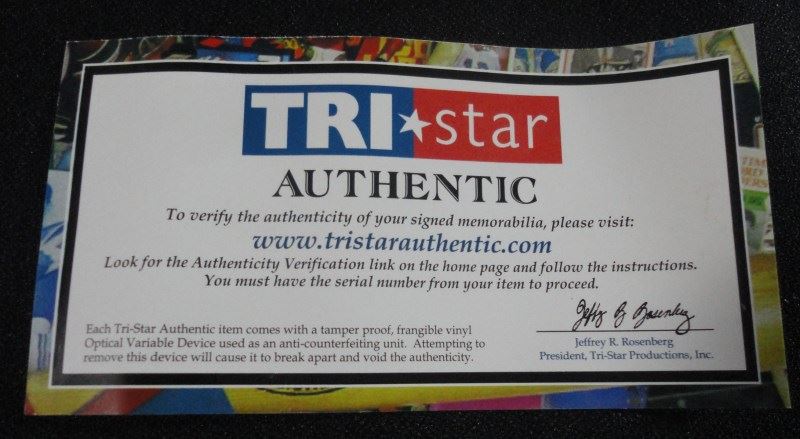 TRI★star
AUTHENTIC
To verify the authenticity of your signed memorabilia, please visit:
www.tristarauthentic.com
Look for the Authenticity Verification link on the home page and follow the instructions.
You must have the serial number from your item to proceed.
Each Tri-Star Authentic item comes with a tamper proof, frangible vinyl
Optical Variable Device used as an anti-counterfeiting unit. Attempting to
remove this device will cause it to break apart and void the authenticity.
Jeffrey R. Rosenberg
President, Tri-Star Productions, Inc.